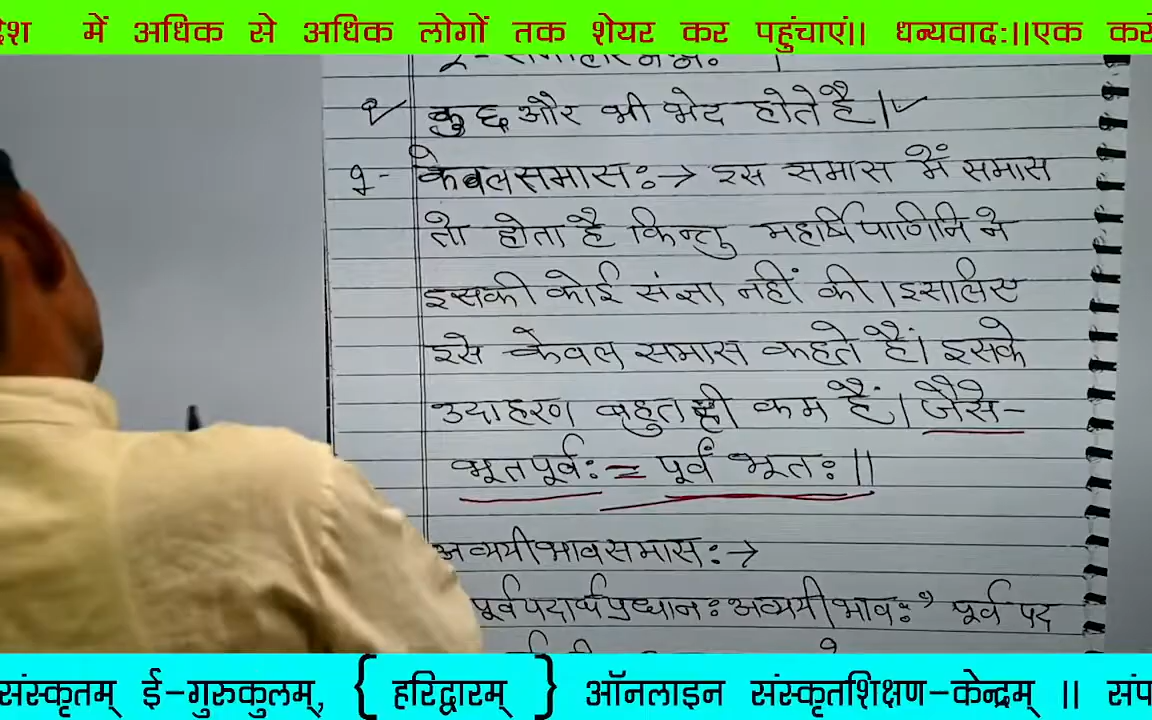 में अधिक से अधिक लोगों तक शेयर कर पहुंचाएं॥ धन्यवादः॥एक
कुछ और भी भेद होते है।
१- केवलसमासः→ इस समास में समास
तो होता है किन्तु महार्षि पाणिनि ने
इसकी कोई संज्ञा नहीं की। इसलिए
इसे केवल समास कहते हैं। इसके
उदाहरण बहुत ही कम हैं। जैसे-
भूतपूर्वः = पूर्वं भूतः॥
अव्ययीभावसमासः→
पूर्वपदार्थप्रधानः अव्ययीभावः" पूर्व पद
संस्कृतम् ई-गुरुकुलम्, { हरिद्वारम् } ऑनलाइन संस्कृतशिक्षण-केन्द्रम् ॥